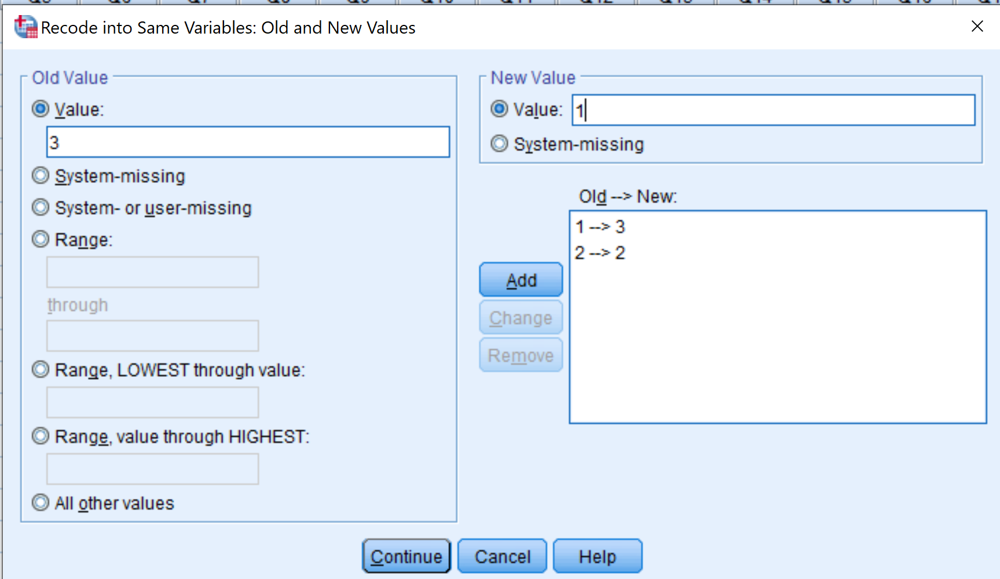 Recode into Same Variables: Old and New Values
Old Value
Value:
3
System-missing
System- or user-missing
Range:
through
Range, LOWEST through value:
Range, value through HIGHEST:
All other values
New Value
Value: 1
System-missing
Old --> New:
1 --> 3
2 --> 2
Add
Change
Remove
Continue Cancel Help